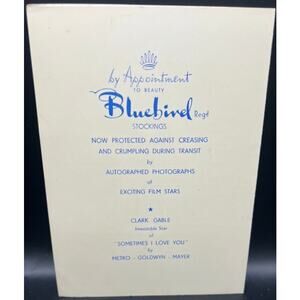 by Appointment
TO BEAUTY
Bluebird Regd
STOCKINGS
NOW PROTECTED AGAINST CREASING
AND CRUMPLING DURING TRANSIT
by
AUTOGRAPHED PHOTOGRAPHS
of
EXCITING FILM STARS
★
CLARK GABLE
Irresistible Star
of
"SOMETIMES I LOVE YOU"
by
METRO - GOLDWYN - MAYER